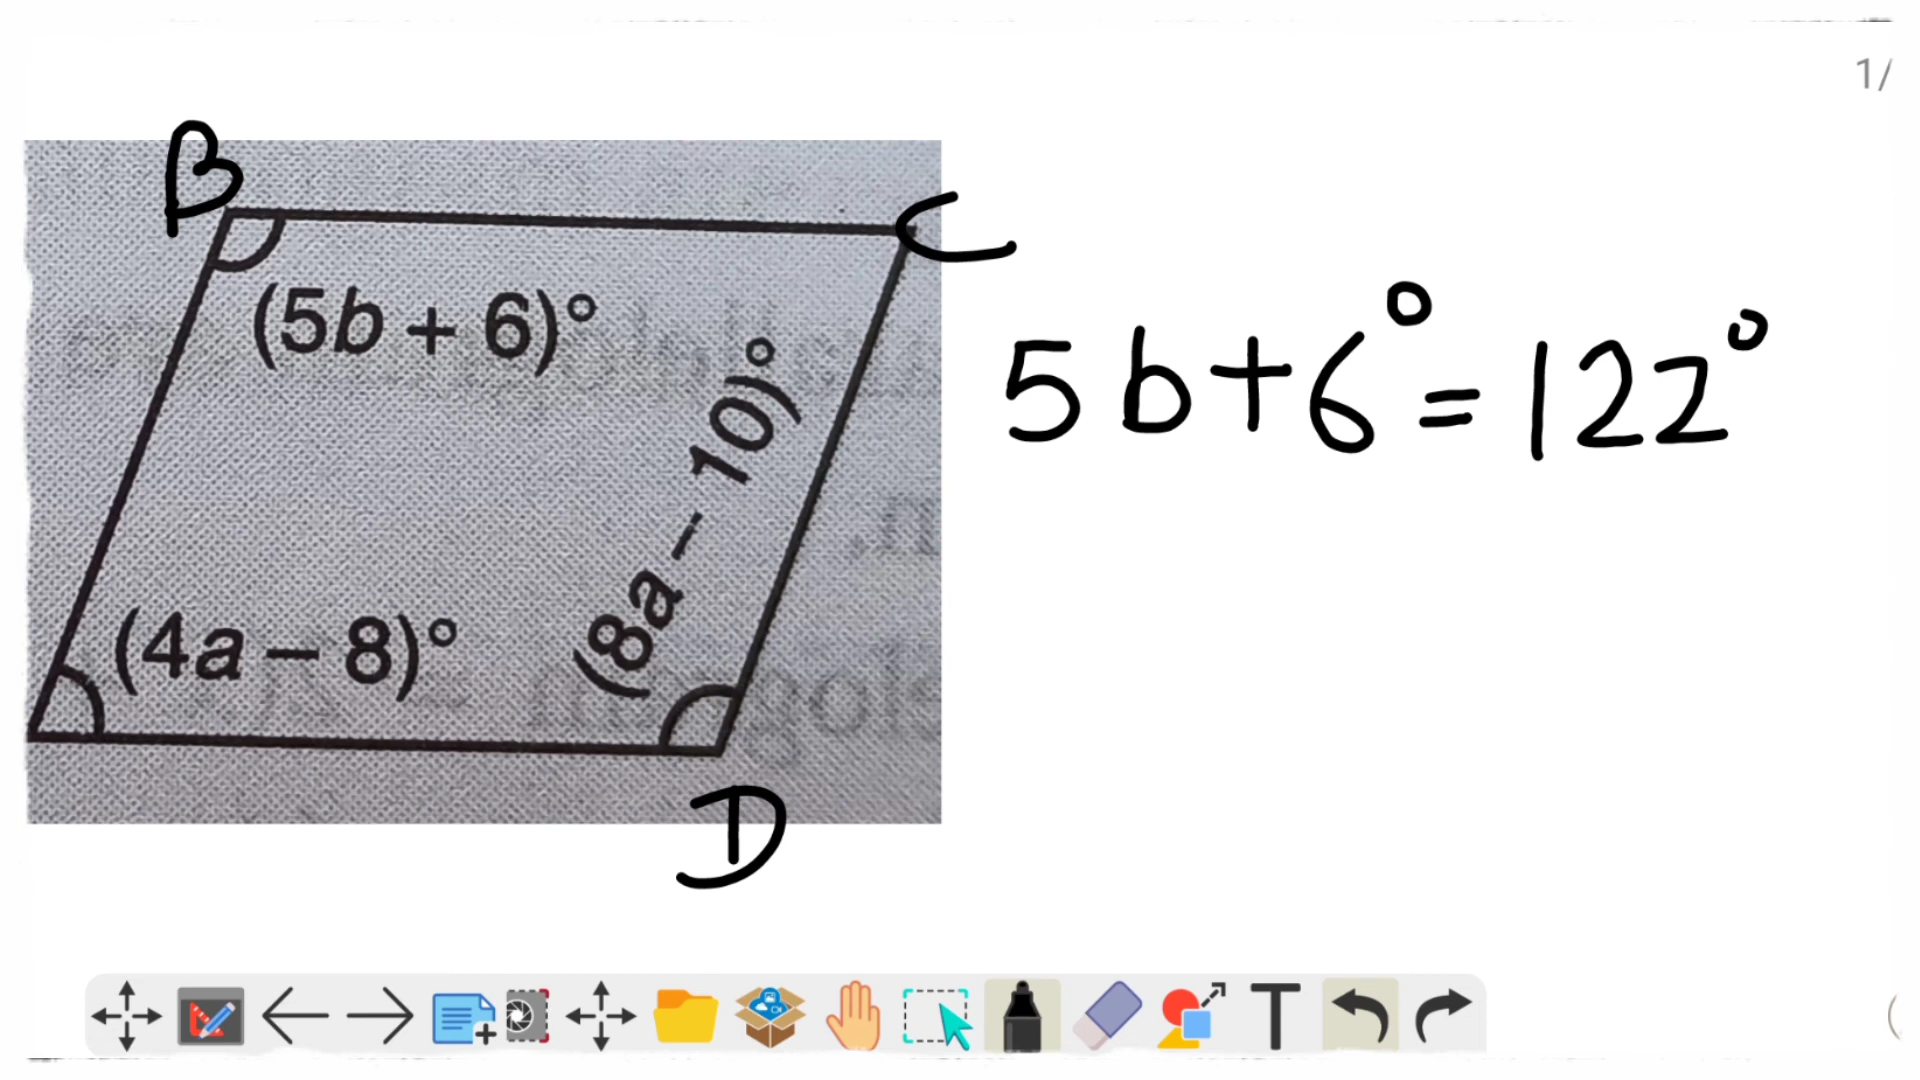 1/
B
C
(5b + 6)°
(8a – 10)°
5b+6° = 122°
(4a – 8)°
D
T